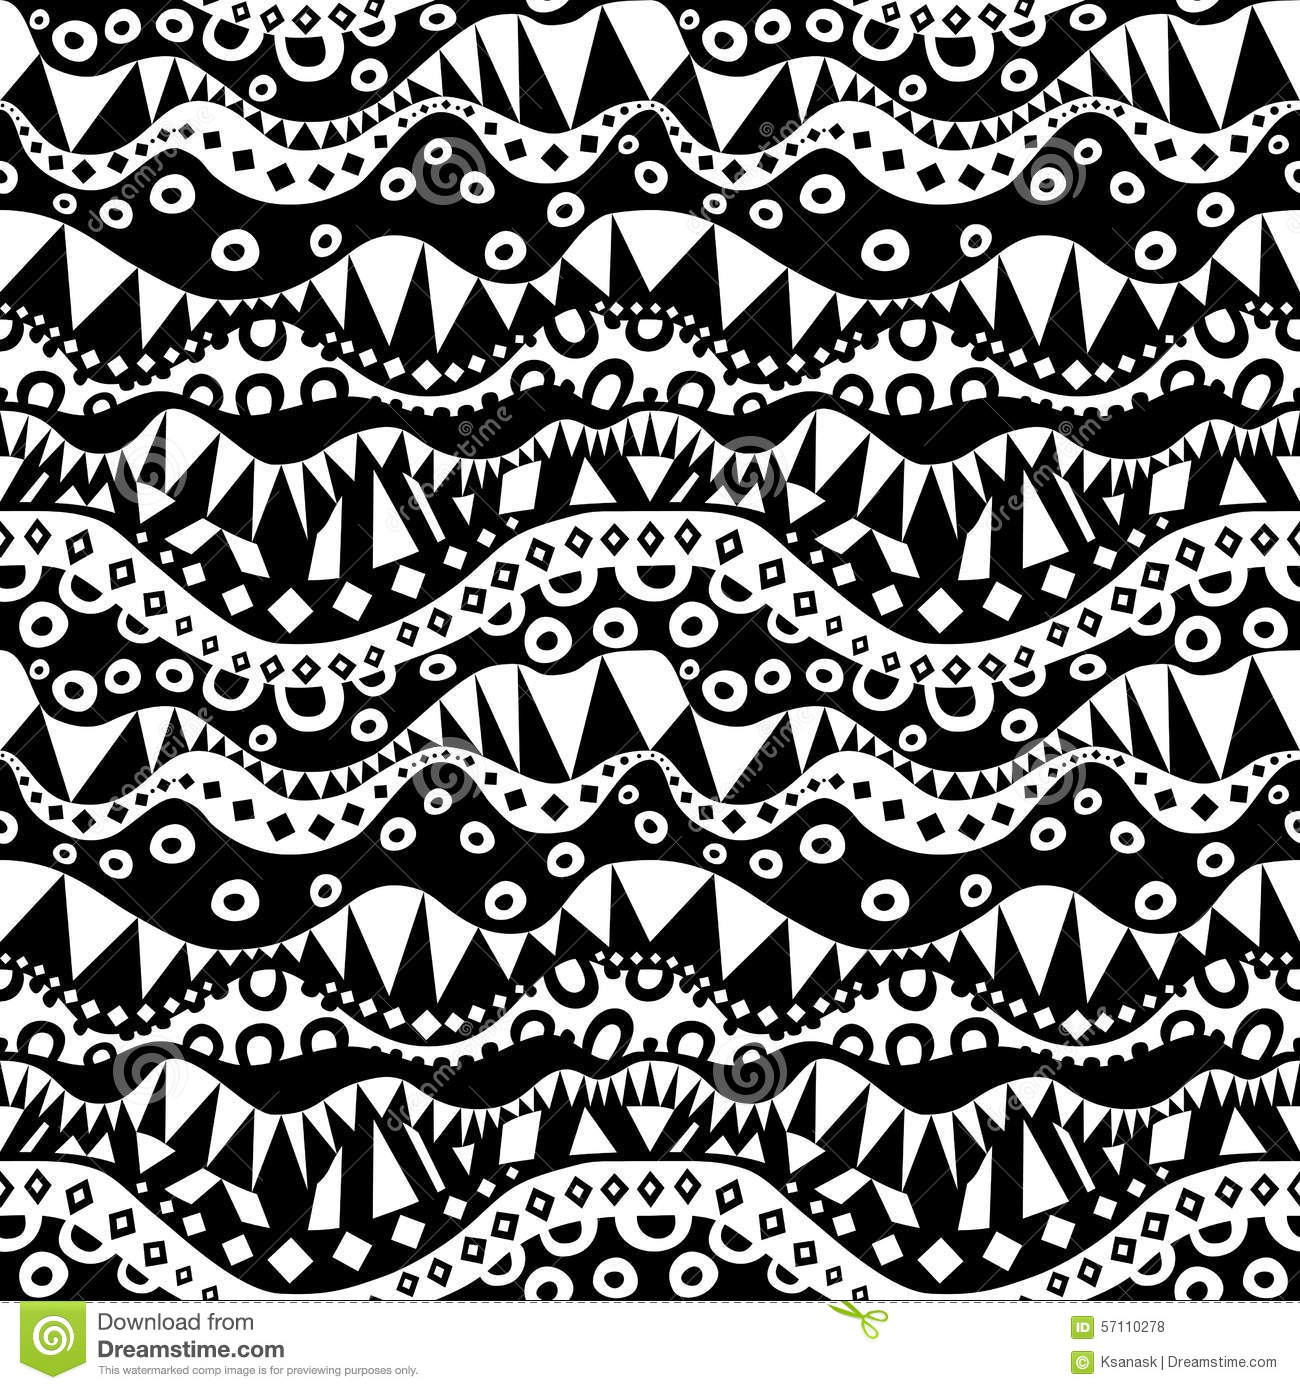 Download from
Dreamstime.com
This watermarked comp image is for previewing purposes only.
ID 57110278
© Ksanask | Dreamstime.com